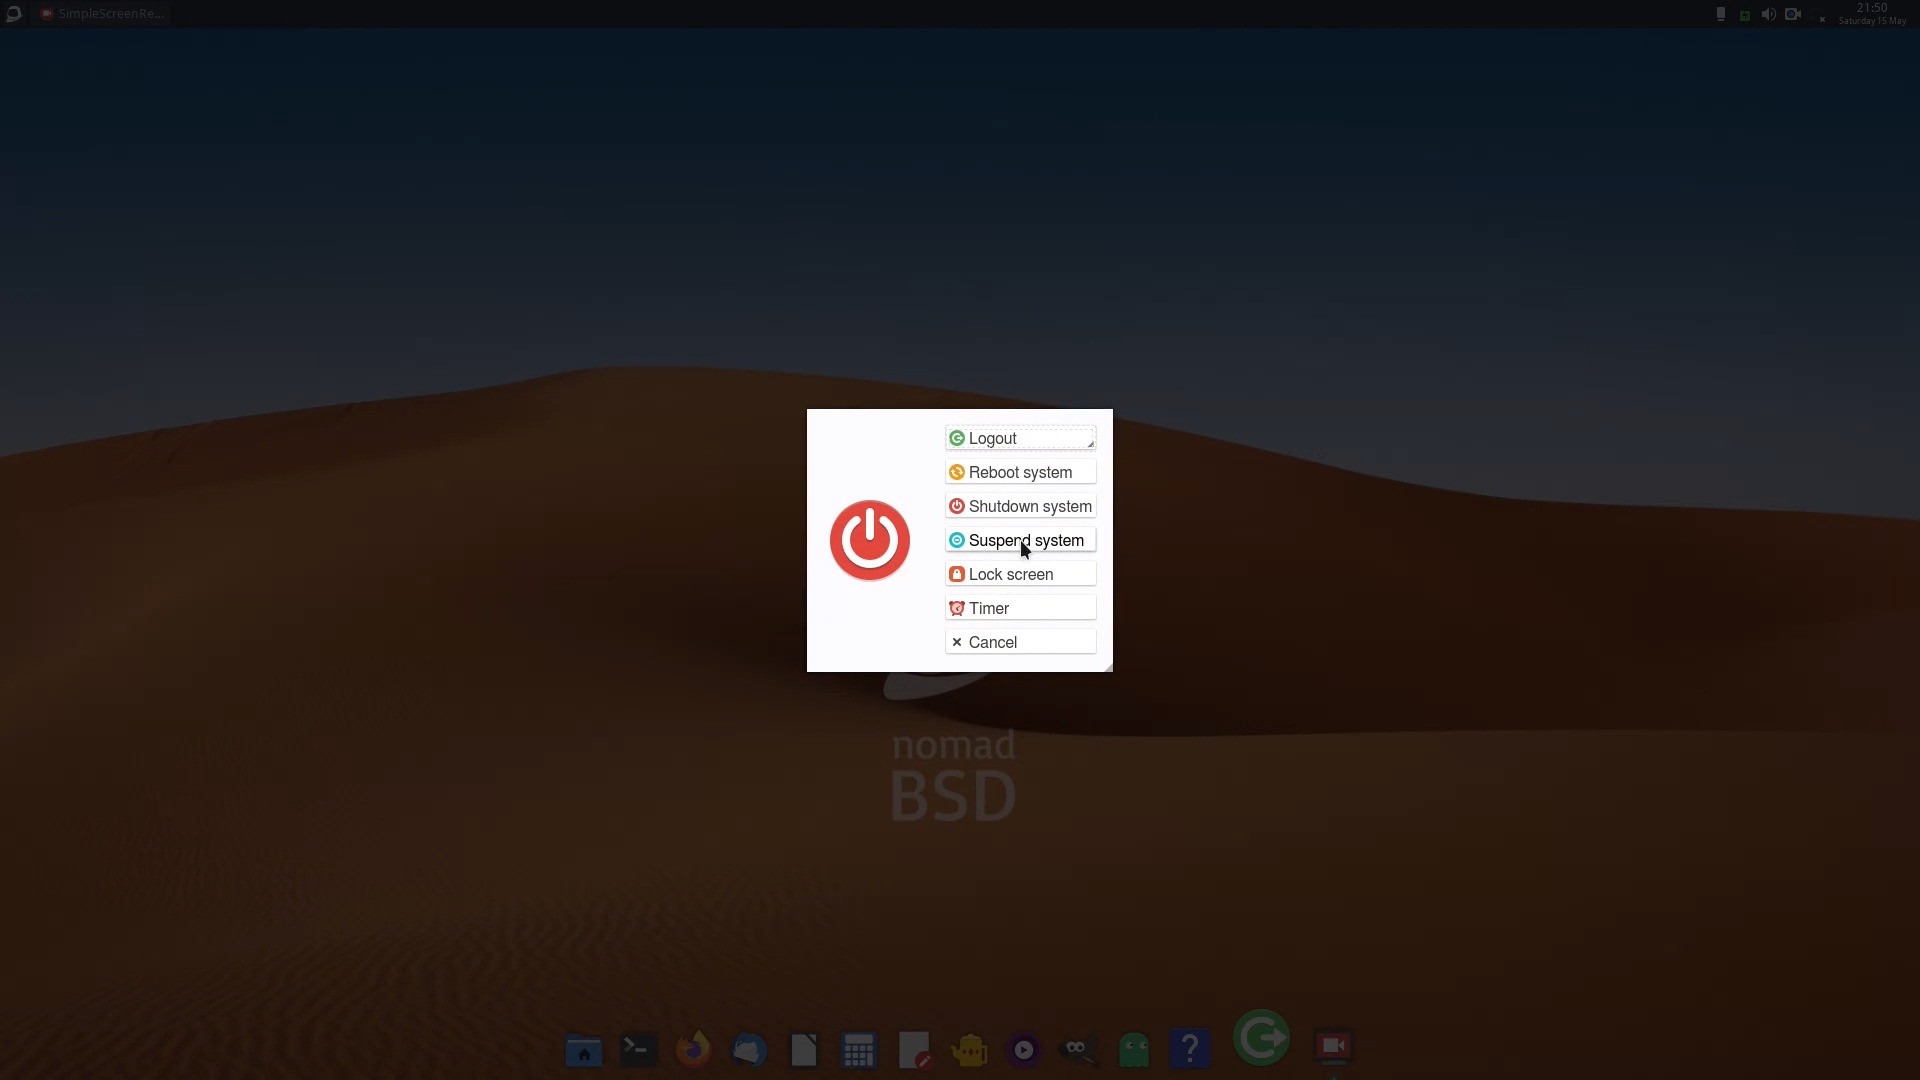 SimpleScreenRe...
21:50
Saturday 15 May
Logout
Reboot system
Shutdown system
Suspend system
Lock screen
Timer
Cancel
nomad
BSD